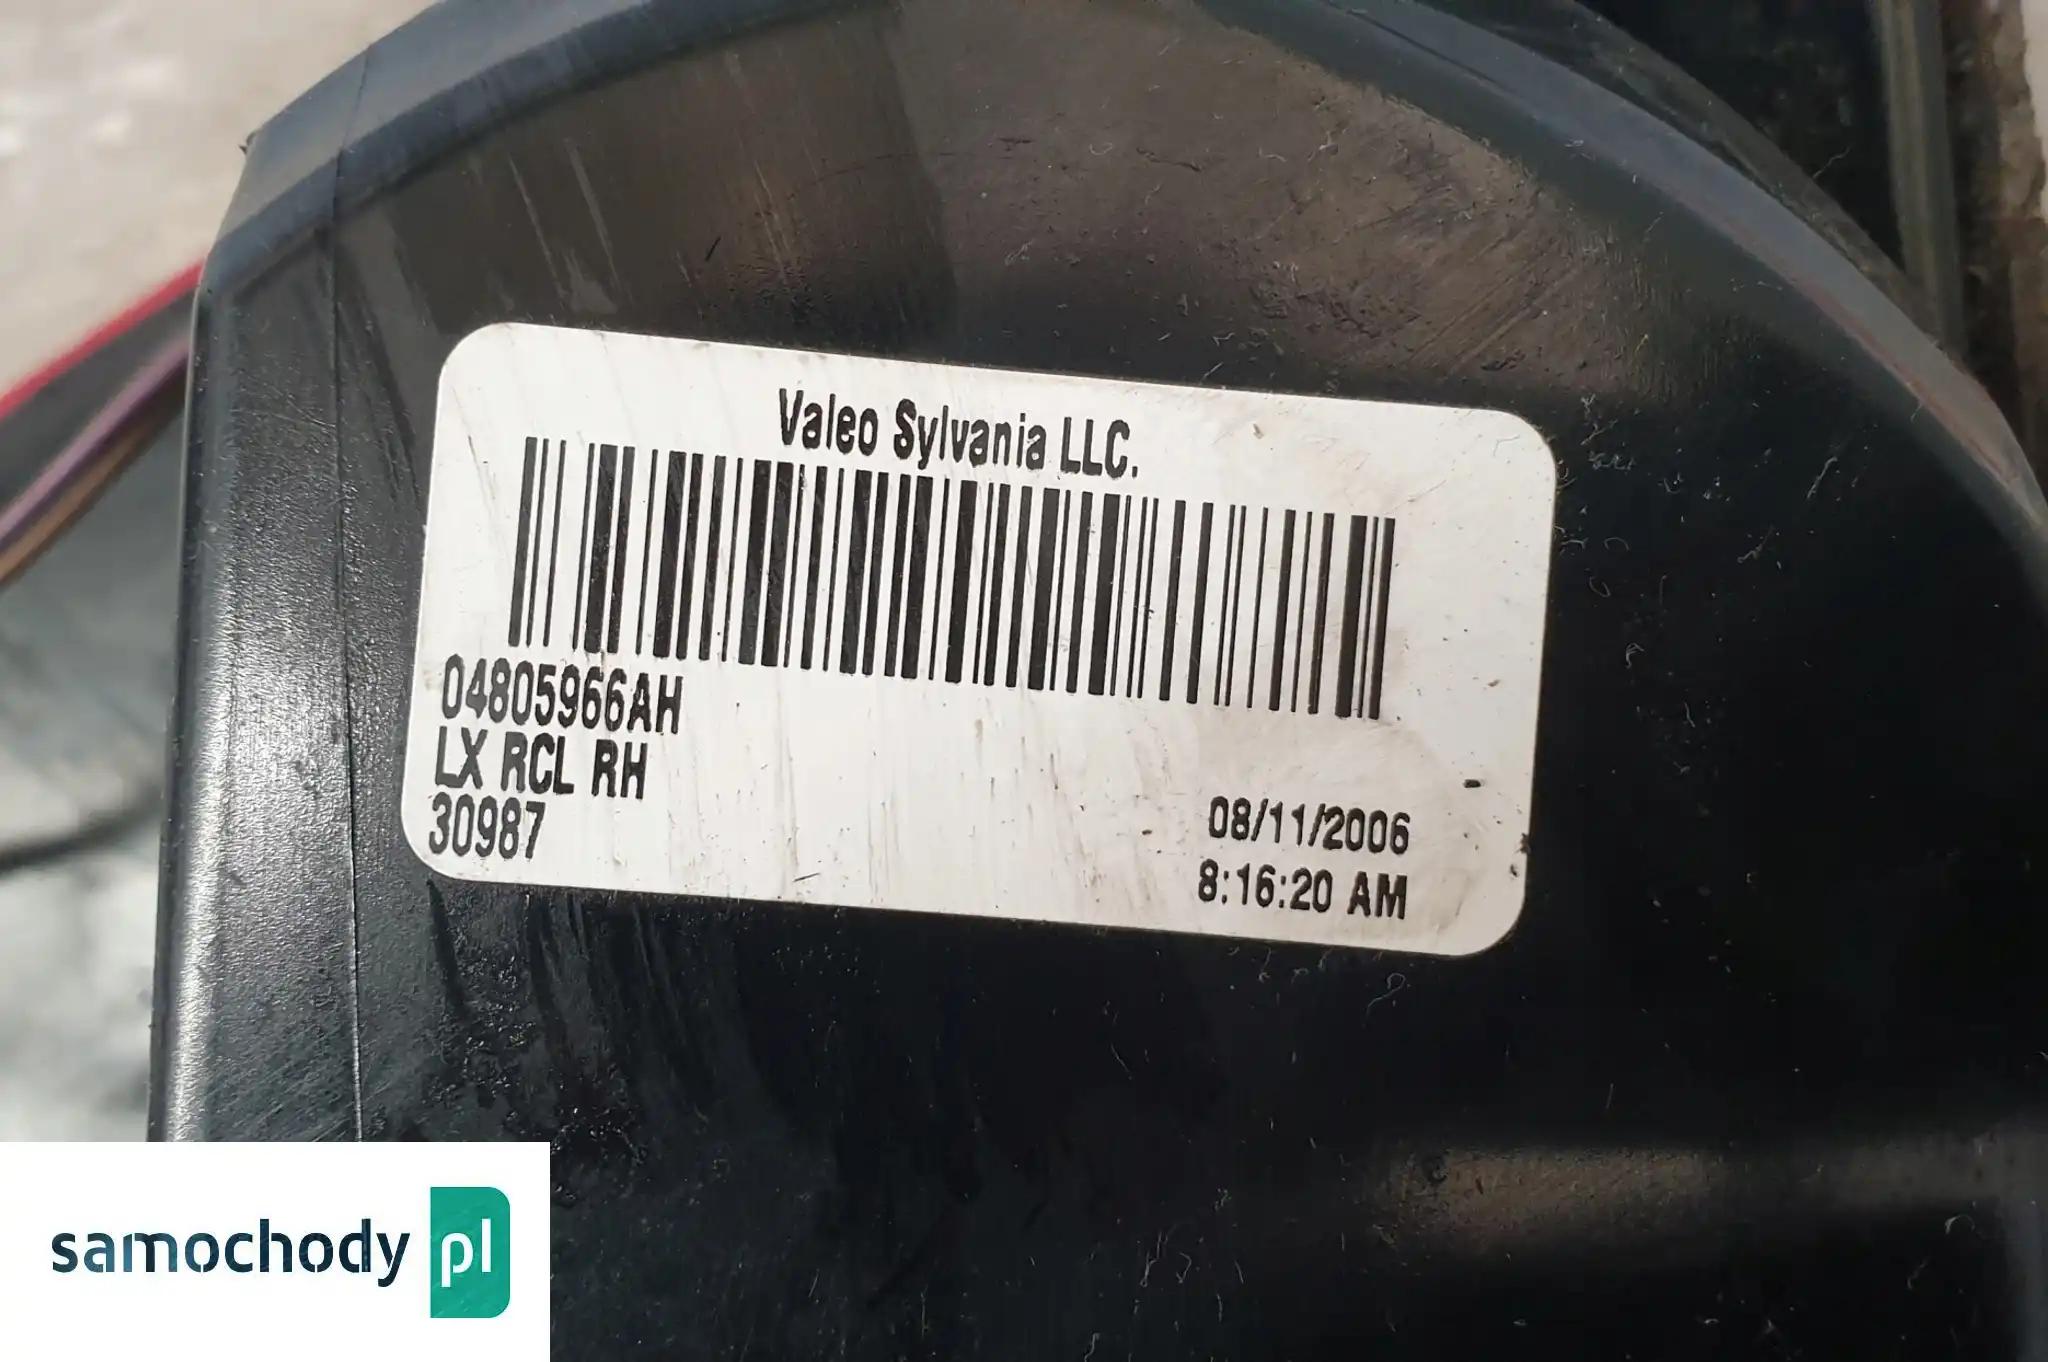 Valeo Sylvania LLC.
04805966AH
LX RCL RH
30987
08/11/2006
8:16:20 AM
samochody pl